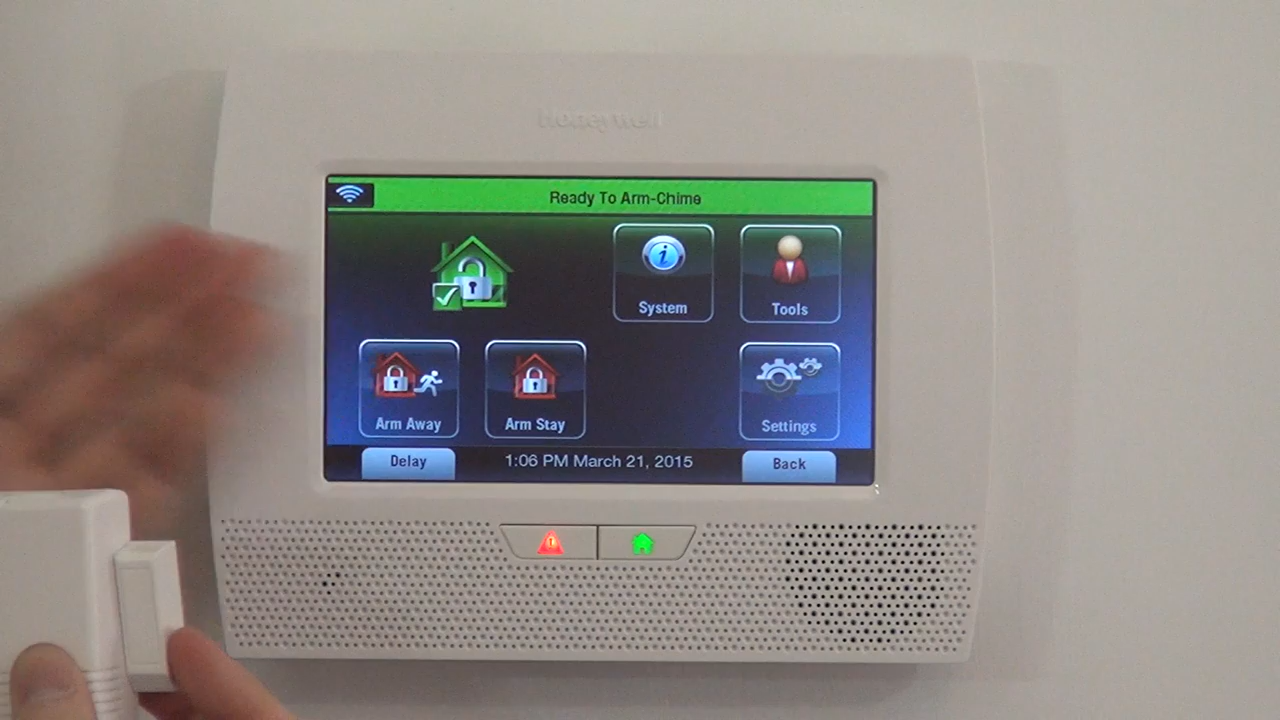 Honeywell
Ready To Arm-Chime
System
Tools
Arm Away
Arm Stay
Settings
Delay
1:06 PM March 21, 2015
Back